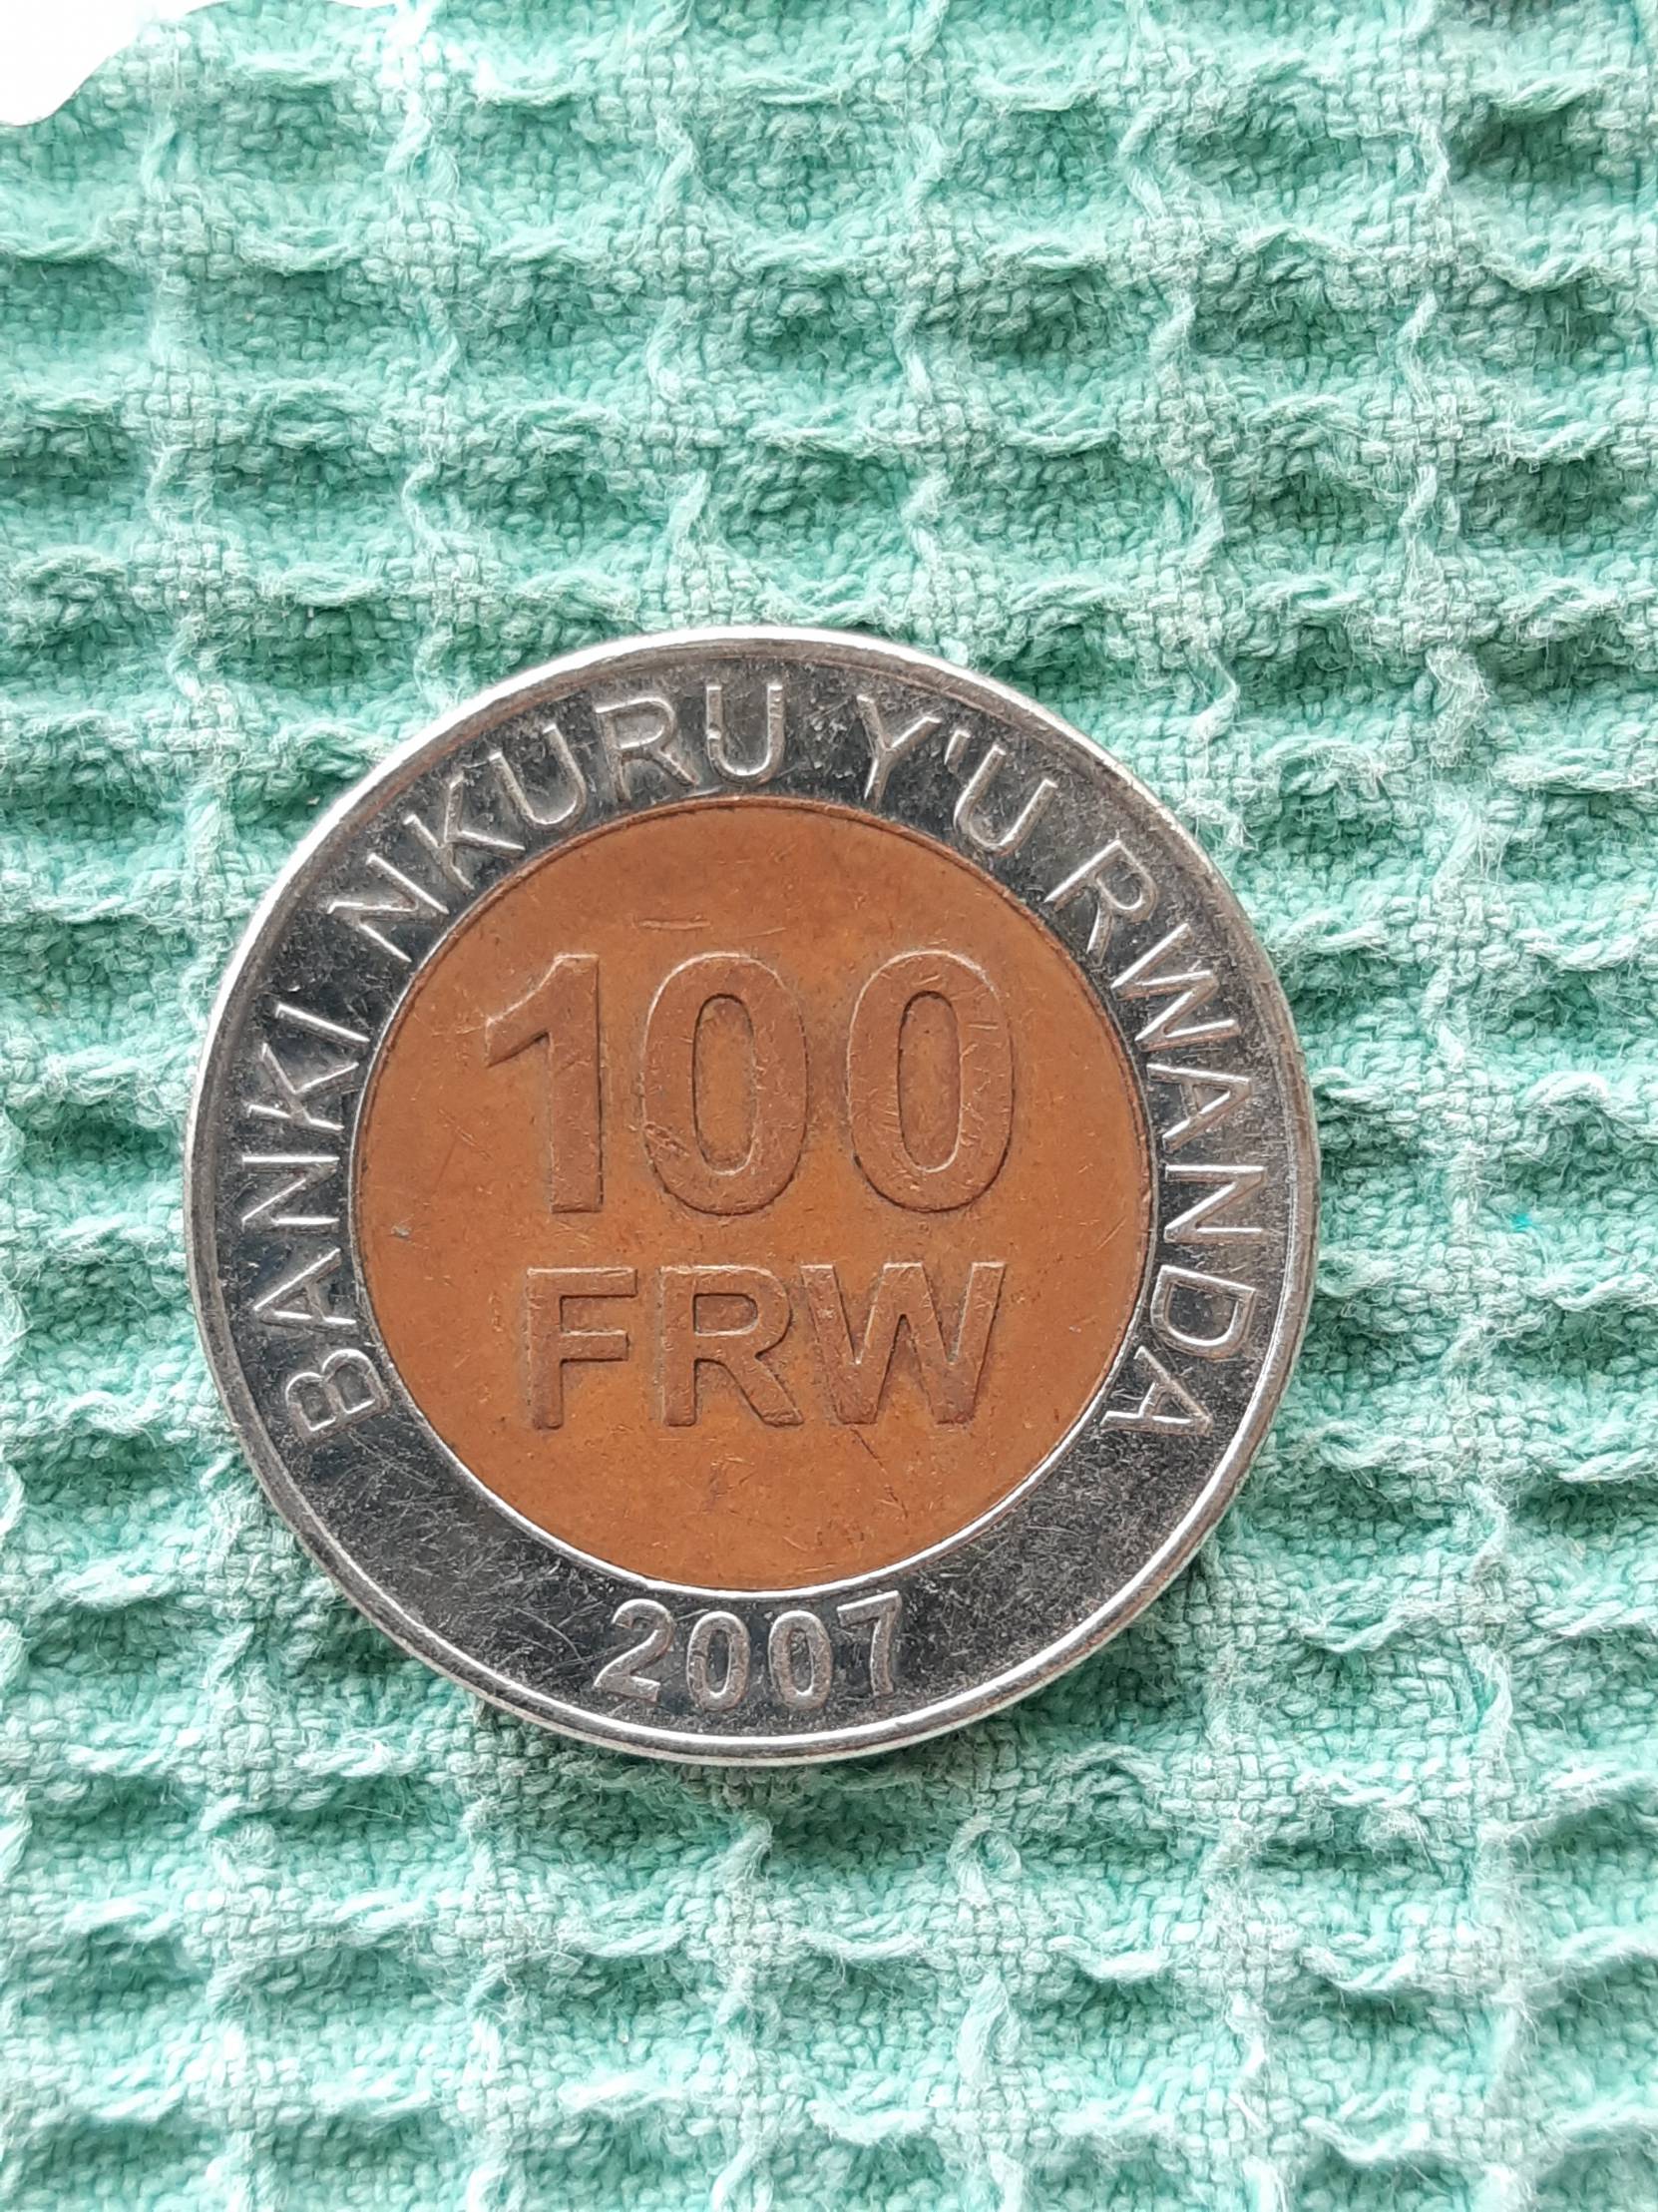 BANKI NKURU Y'U RWANDA
100
FRW
2007